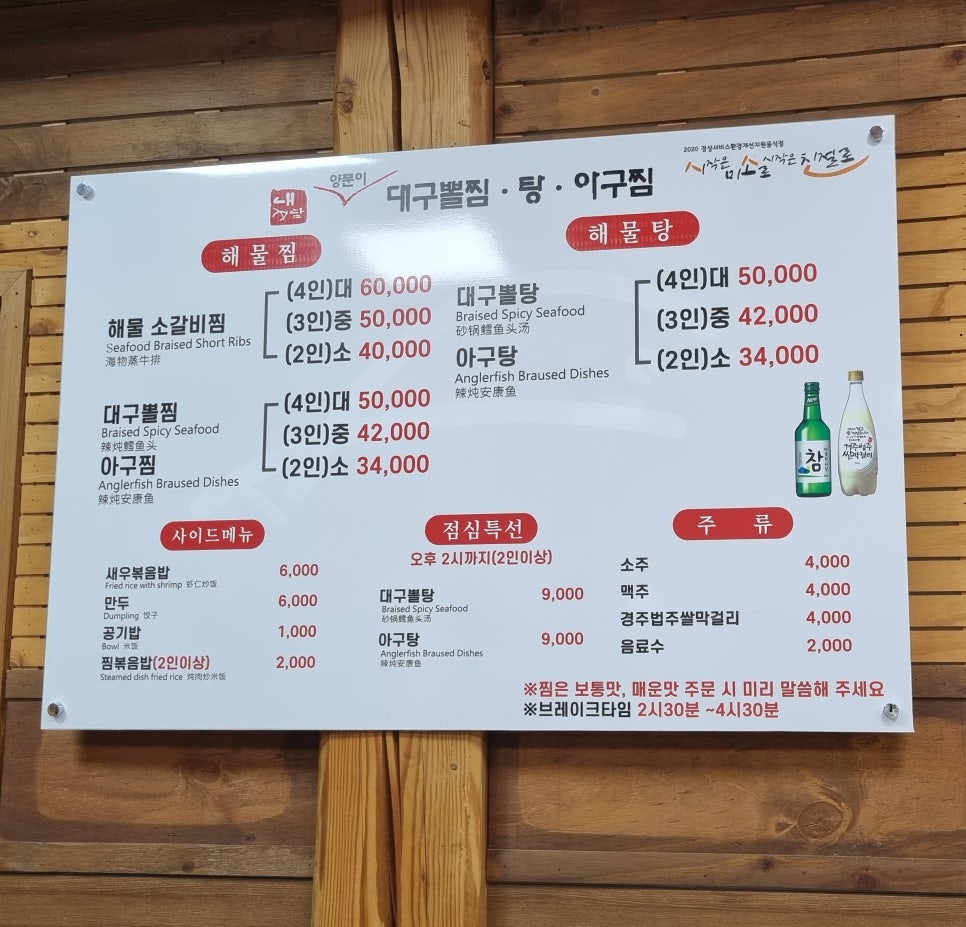 양문이
대구뽈찜 · 탕 · 아구찜
2020 경상서비스환경개선지원음식점
시작은 미소로 시작은 친절로
해물찜
해물 소갈비찜
Seafood Braised Short Ribs
海物蒸牛排
(4인)대 60,000
(3인)중 50,000
(2인)소 40,000
대구뽈찜
Braised Spicy Seafood
辣炖鳕鱼头
아구찜
Anglerfish Braused Dishes
辣炖安康鱼
(4인)대 50,000
(3인)중 42,000
(2인)소 34,000
해물탕
대구뽈탕
Braised Spicy Seafood
砂锅鳕鱼头汤
아구탕
Anglerfish Braused Dishes
辣炖安康鱼
(4인)대 50,000
(3인)중 42,000
(2인)소 34,000
참
경주법주
쌀막걸리
사이드메뉴
새우볶음밥 6,000
Fried rice with shrimp 虾仁炒饭
만두 6,000
Dumpling 饺子
공기밥 1,000
Bowl 米饭
찜볶음밥(2인이상) 2,000
Steamed dish fried rice 炖肉炒米饭
점심특선
오후 2시까지(2인이상)
대구뽈탕 9,000
Braised Spicy Seafood
砂锅鳕鱼头汤
아구탕 9,000
Anglerfish Braused Dishes
辣炖安康鱼
주 류
소주 4,000
맥주 4,000
경주법주쌀막걸리 4,000
음료수 2,000
※찜은 보통맛, 매운맛 주문 시 미리 말씀해 주세요
※브레이크타임 2시30분 ~4시30분